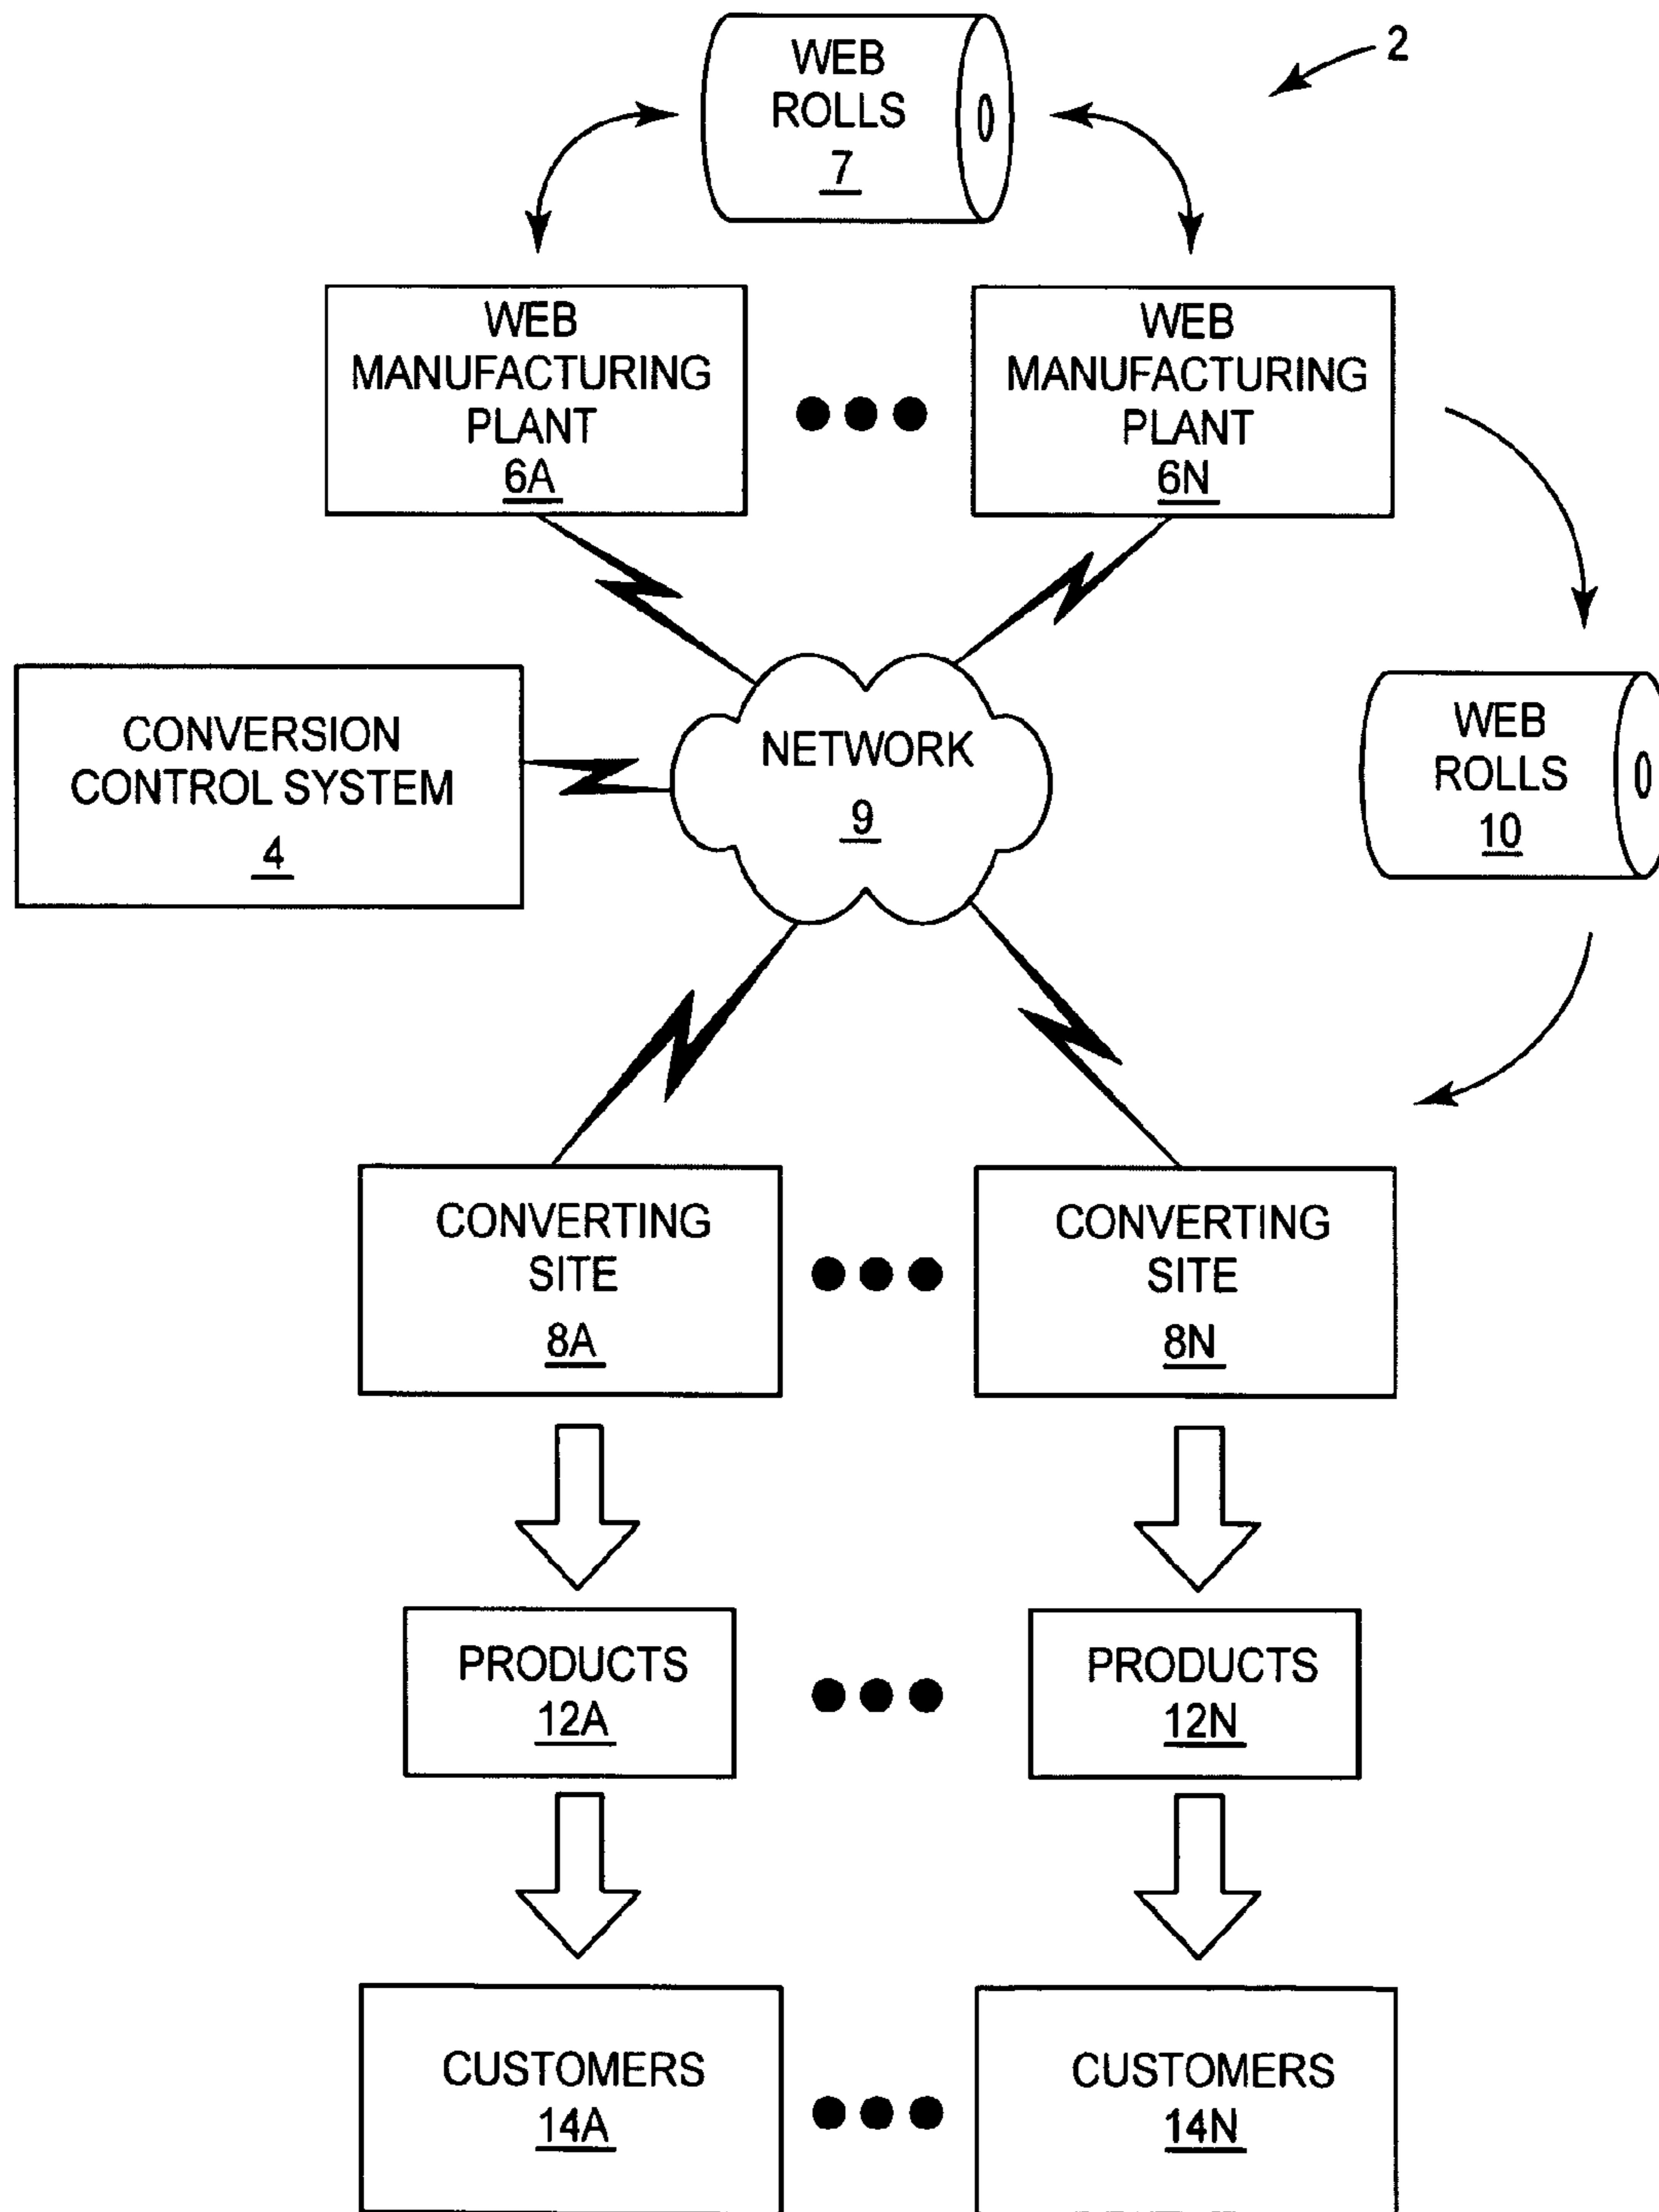 2
WEB
ROLLS
7
WEB
MANUFACTURING
PLANT
6A
WEB
MANUFACTURING
PLANT
6N
CONVERSION
CONTROL SYSTEM
4
NETWORK
9
WEB
ROLLS
10
CONVERTING
SITE
8A
CONVERTING
SITE
8N
PRODUCTS
12A
PRODUCTS
12N
CUSTOMERS
14A
CUSTOMERS
14N